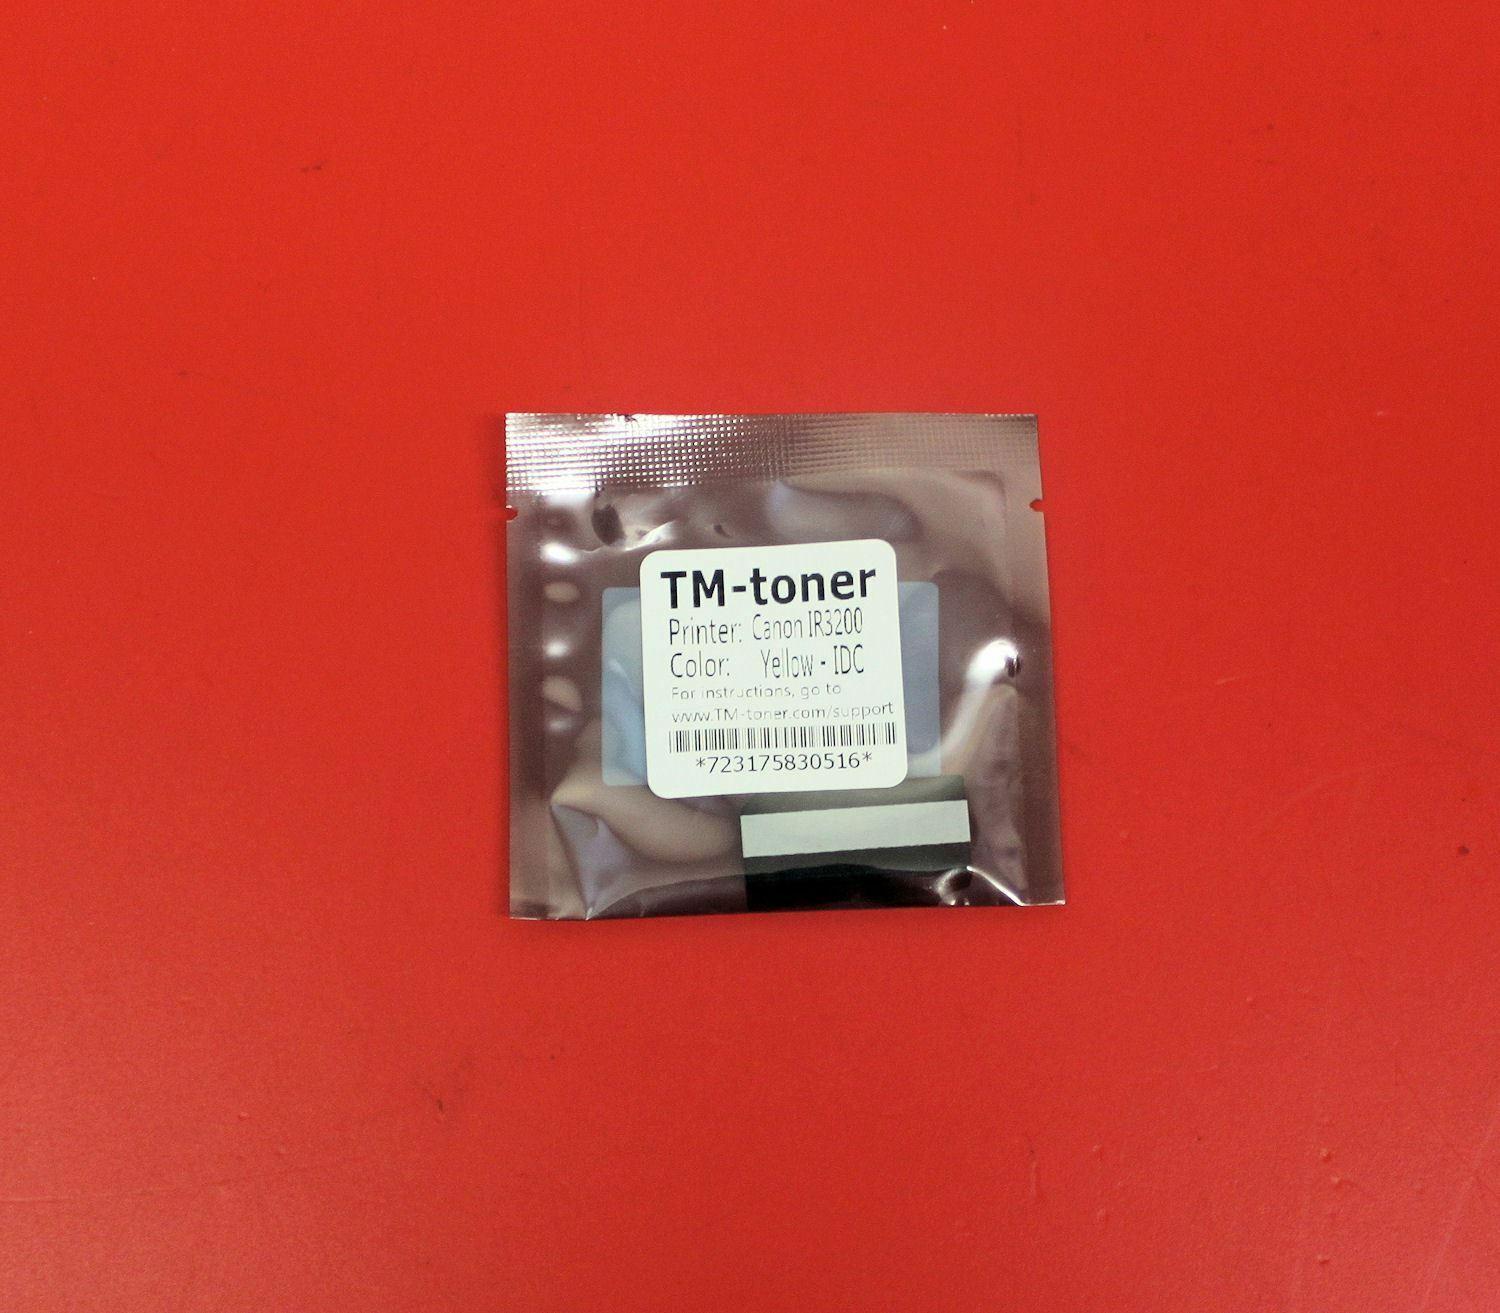 TM-toner
Printer: Canon IR3200
Color: Yellow - IDC
For instructions, go to
www.TM-toner.com/support
*723175830516*